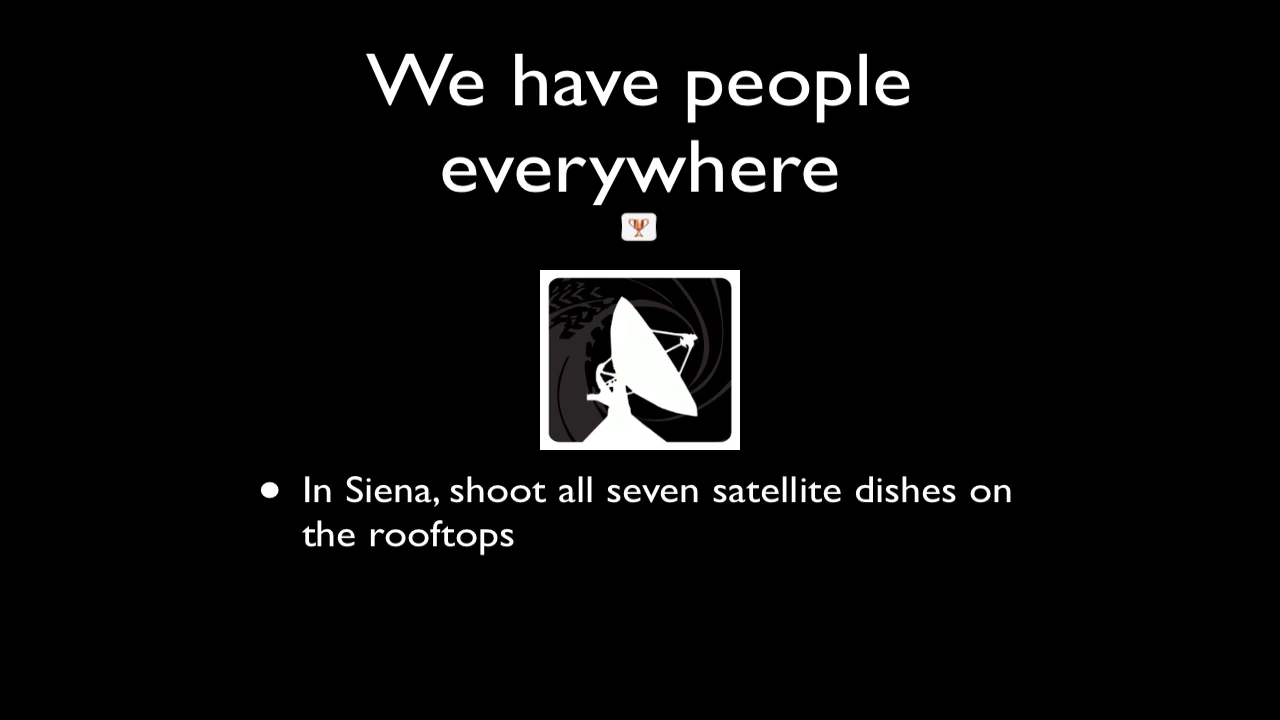 We have people
everywhere
• In Siena, shoot all seven satellite dishes on
the rooftops